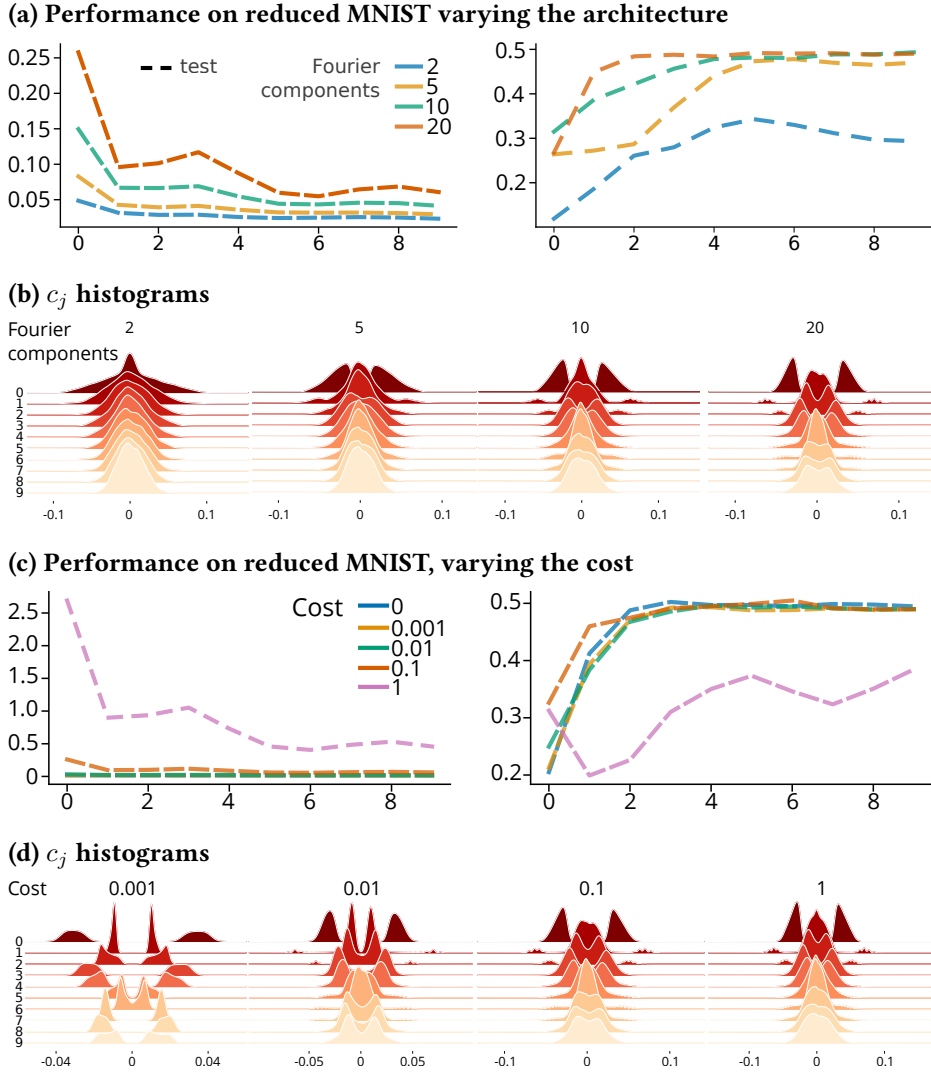 (a) Performance on reduced MNIST varying the architecture
0.25
0.20
0.15
0.10
0.05
0 2 4 6 8
test
Fourier
components
2
5
10
20
0.5
0.4
0.3
0.2
0 2 4 6 8
(b) c_j histograms
Fourier
components
2 5 10 20
0
1
2
3
4
5
6
7
8
9
-0.1 0 0.1 -0.1 0 0.1 -0.1 0 0.1 -0.1 0 0.1
(c) Performance on reduced MNIST, varying the cost
2.5
2.0
1.5
1.0
0.5
0
0 2 4 6 8
Cost
0
0.001
0.01
0.1
1
0.5
0.4
0.3
0.2
0 2 4 6 8
(d) c_j histograms
Cost 0.001 0.01 0.1 1
0
1
2
3
4
5
6
7
8
9
-0.04 0 0.04 -0.05 0 0.05 -0.1 0 0.1 -0.1 0 0.1